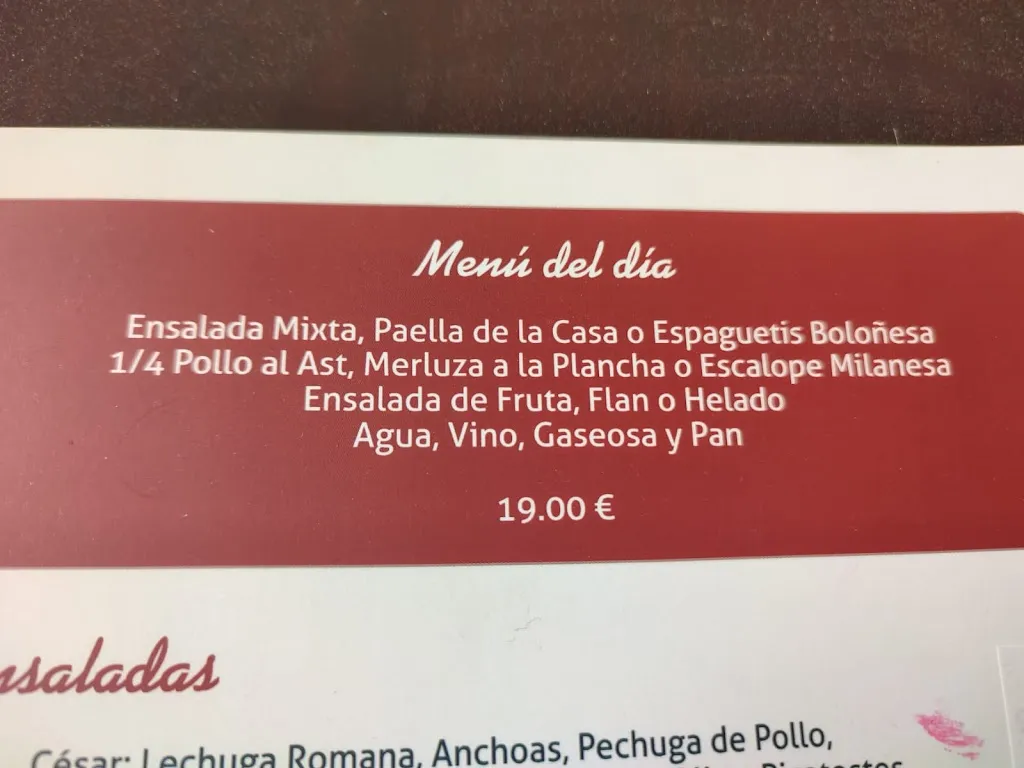 Menú del día
Ensalada Mixta, Paella de la Casa o Espaguetis Boloñesa
1/4 Pollo al Ast, Merluza a la Plancha o Escalope Milanesa
Ensalada de Fruta, Flan o Helado
Agua, Vino, Gaseosa y Pan
19.00 €
nsaladas
César: Lechuga Romana, Anchoas, Pechuga de Pollo,